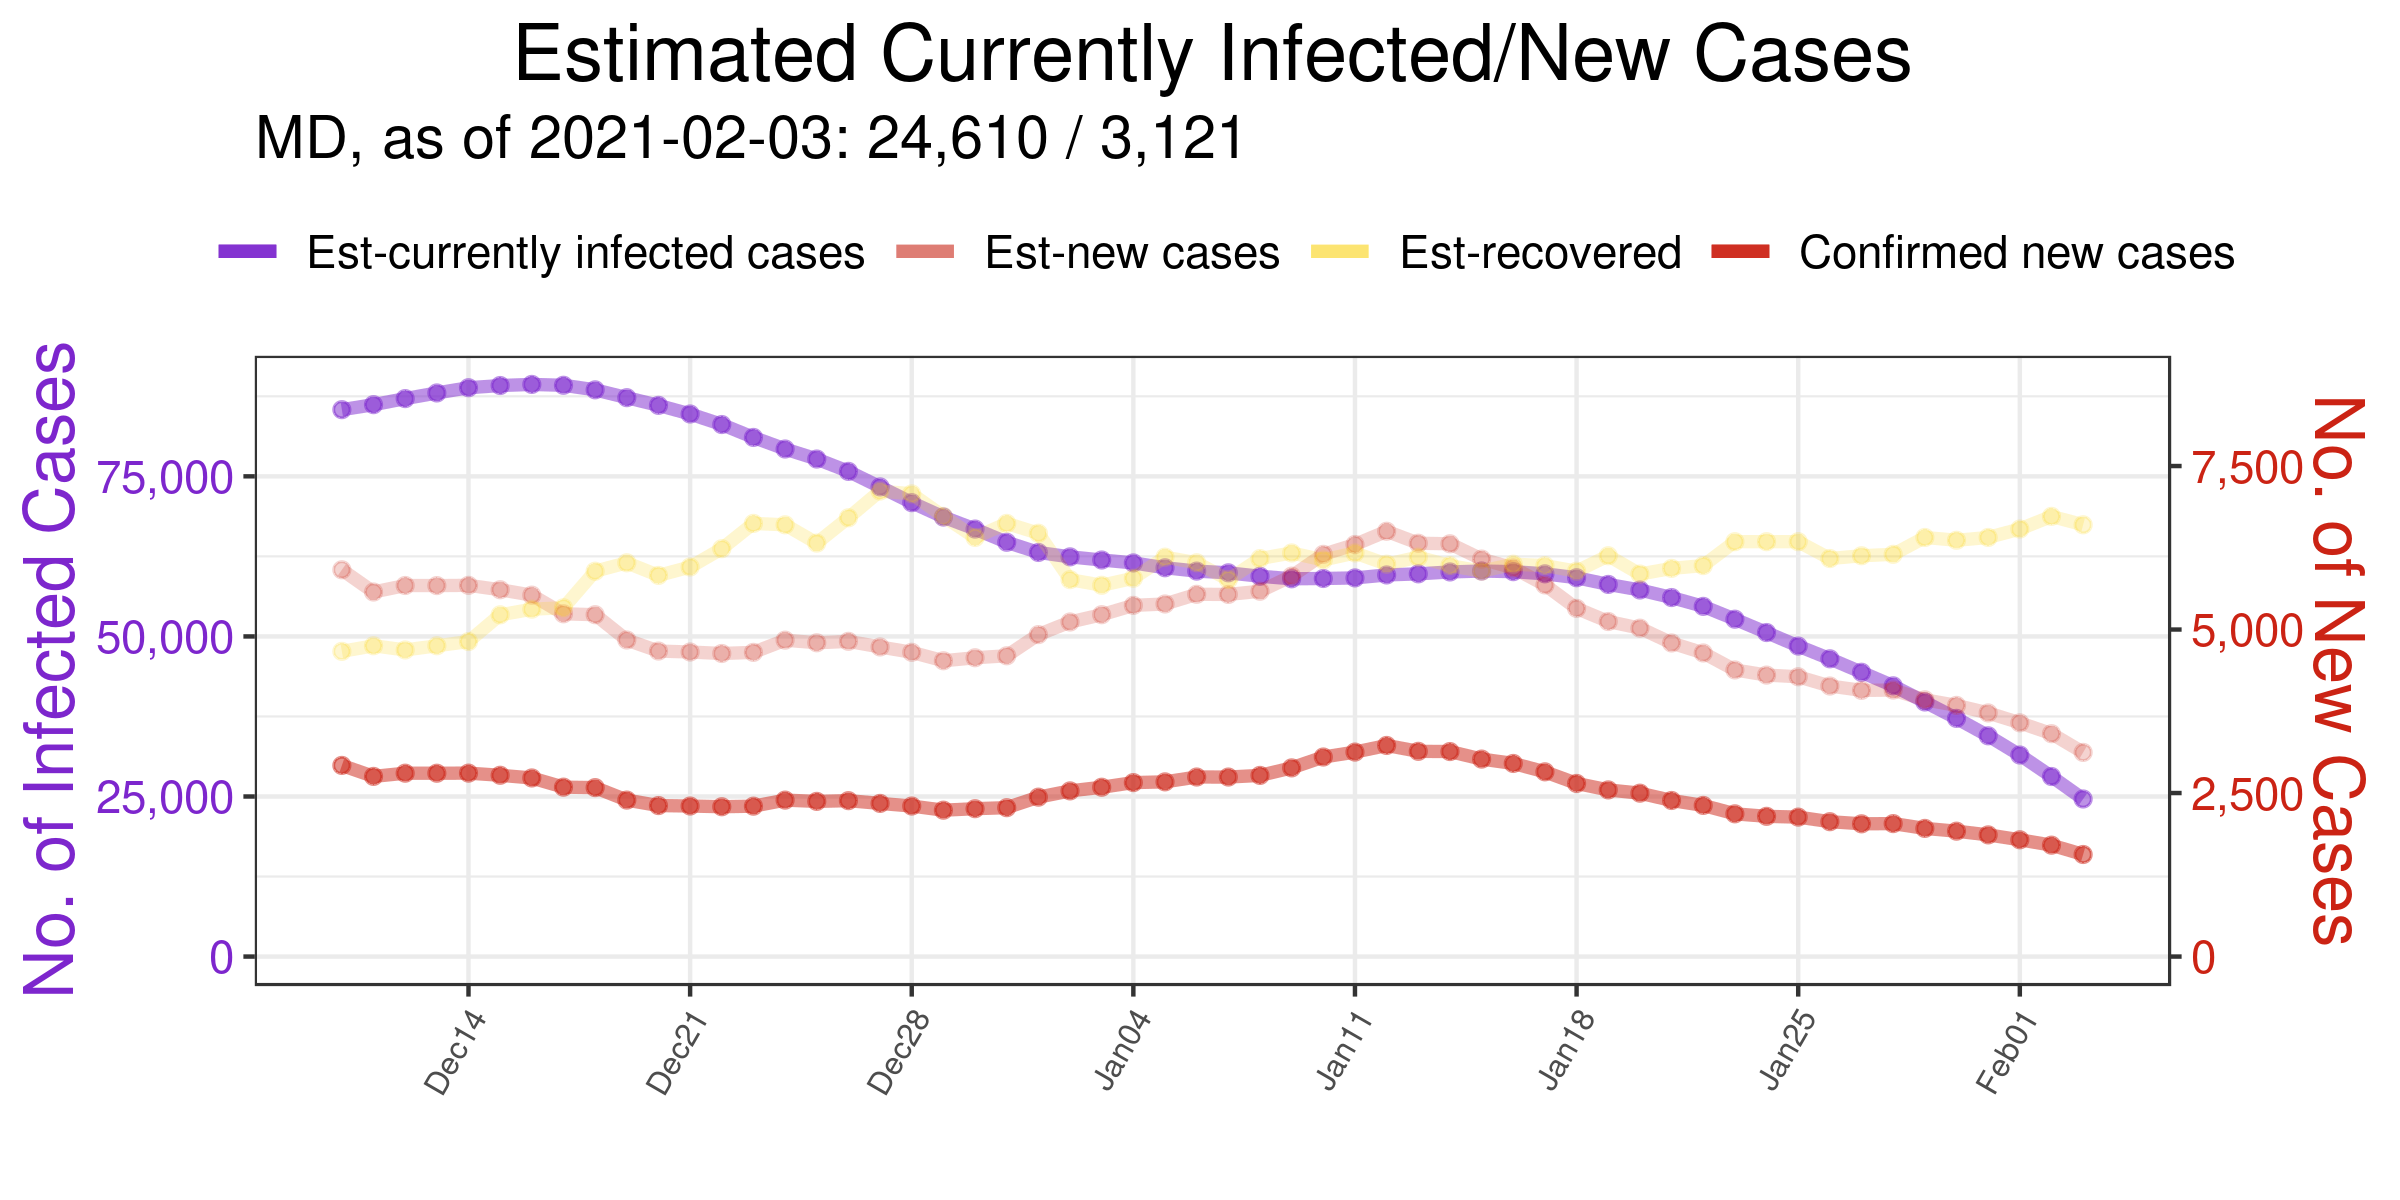 Estimated Currently Infected/New Cases
MD, as of 2021-02-03: 24,610 / 3,121
Est-currently infected cases Est-new cases Est-recovered Confirmed new cases
No. of Infected Cases
75,000
50,000
25,000
0
7,500
5,000
2,500
0
No. of New Cases
Dec14 Dec21 Dec28 Jan04 Jan11 Jan18 Jan25 Feb01